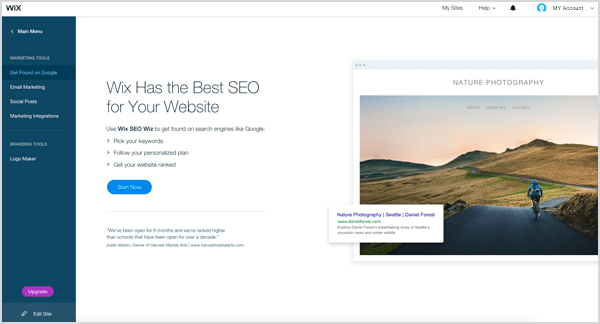 WiX
My Sites
Help
MY Account
Main Menu
MARKETING TOOLS
Get Found on Google
Email Marketing
Social Posts
Marketing Integrations
BRANDING TOOLS
Logo Maker
Upgrade
Edit Site
Wix Has the Best SEO
for Your Website
Use Wix SEO Wiz to get found on search engines like Google:
Pick your keywords
Follow your personalized plan
Get your website ranked
Start Now
"We've been open for 6 months and we're ranked higher
than schools that have been open for over a decade."
Justin Martin, Owner of Harvest Martial Arts | www.harvestmartialarts.com
NATURE PHOTOGRAPHY
About Galleries Contact
Nature Photography | Seattle | Daniel Forest
www.danielforest.com
Explore Daniel Forest's breathtaking shots of Seattle's
mountain views and winter wildlife.